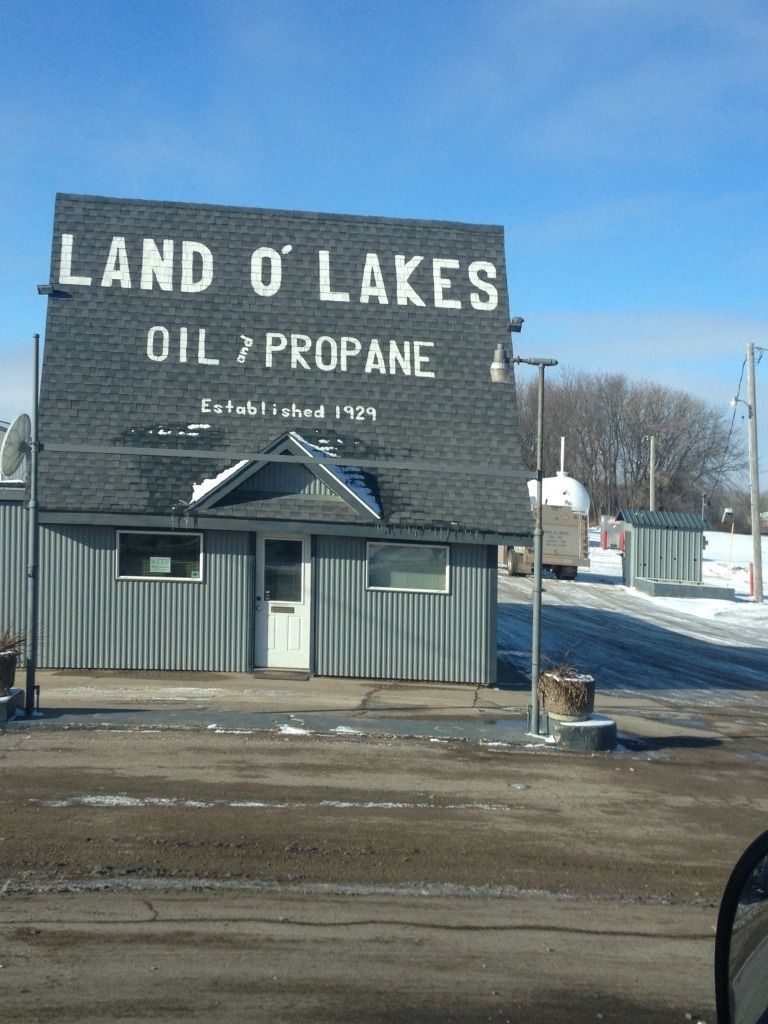 LAND O' LAKES
OIL and PROPANE
Established 1929